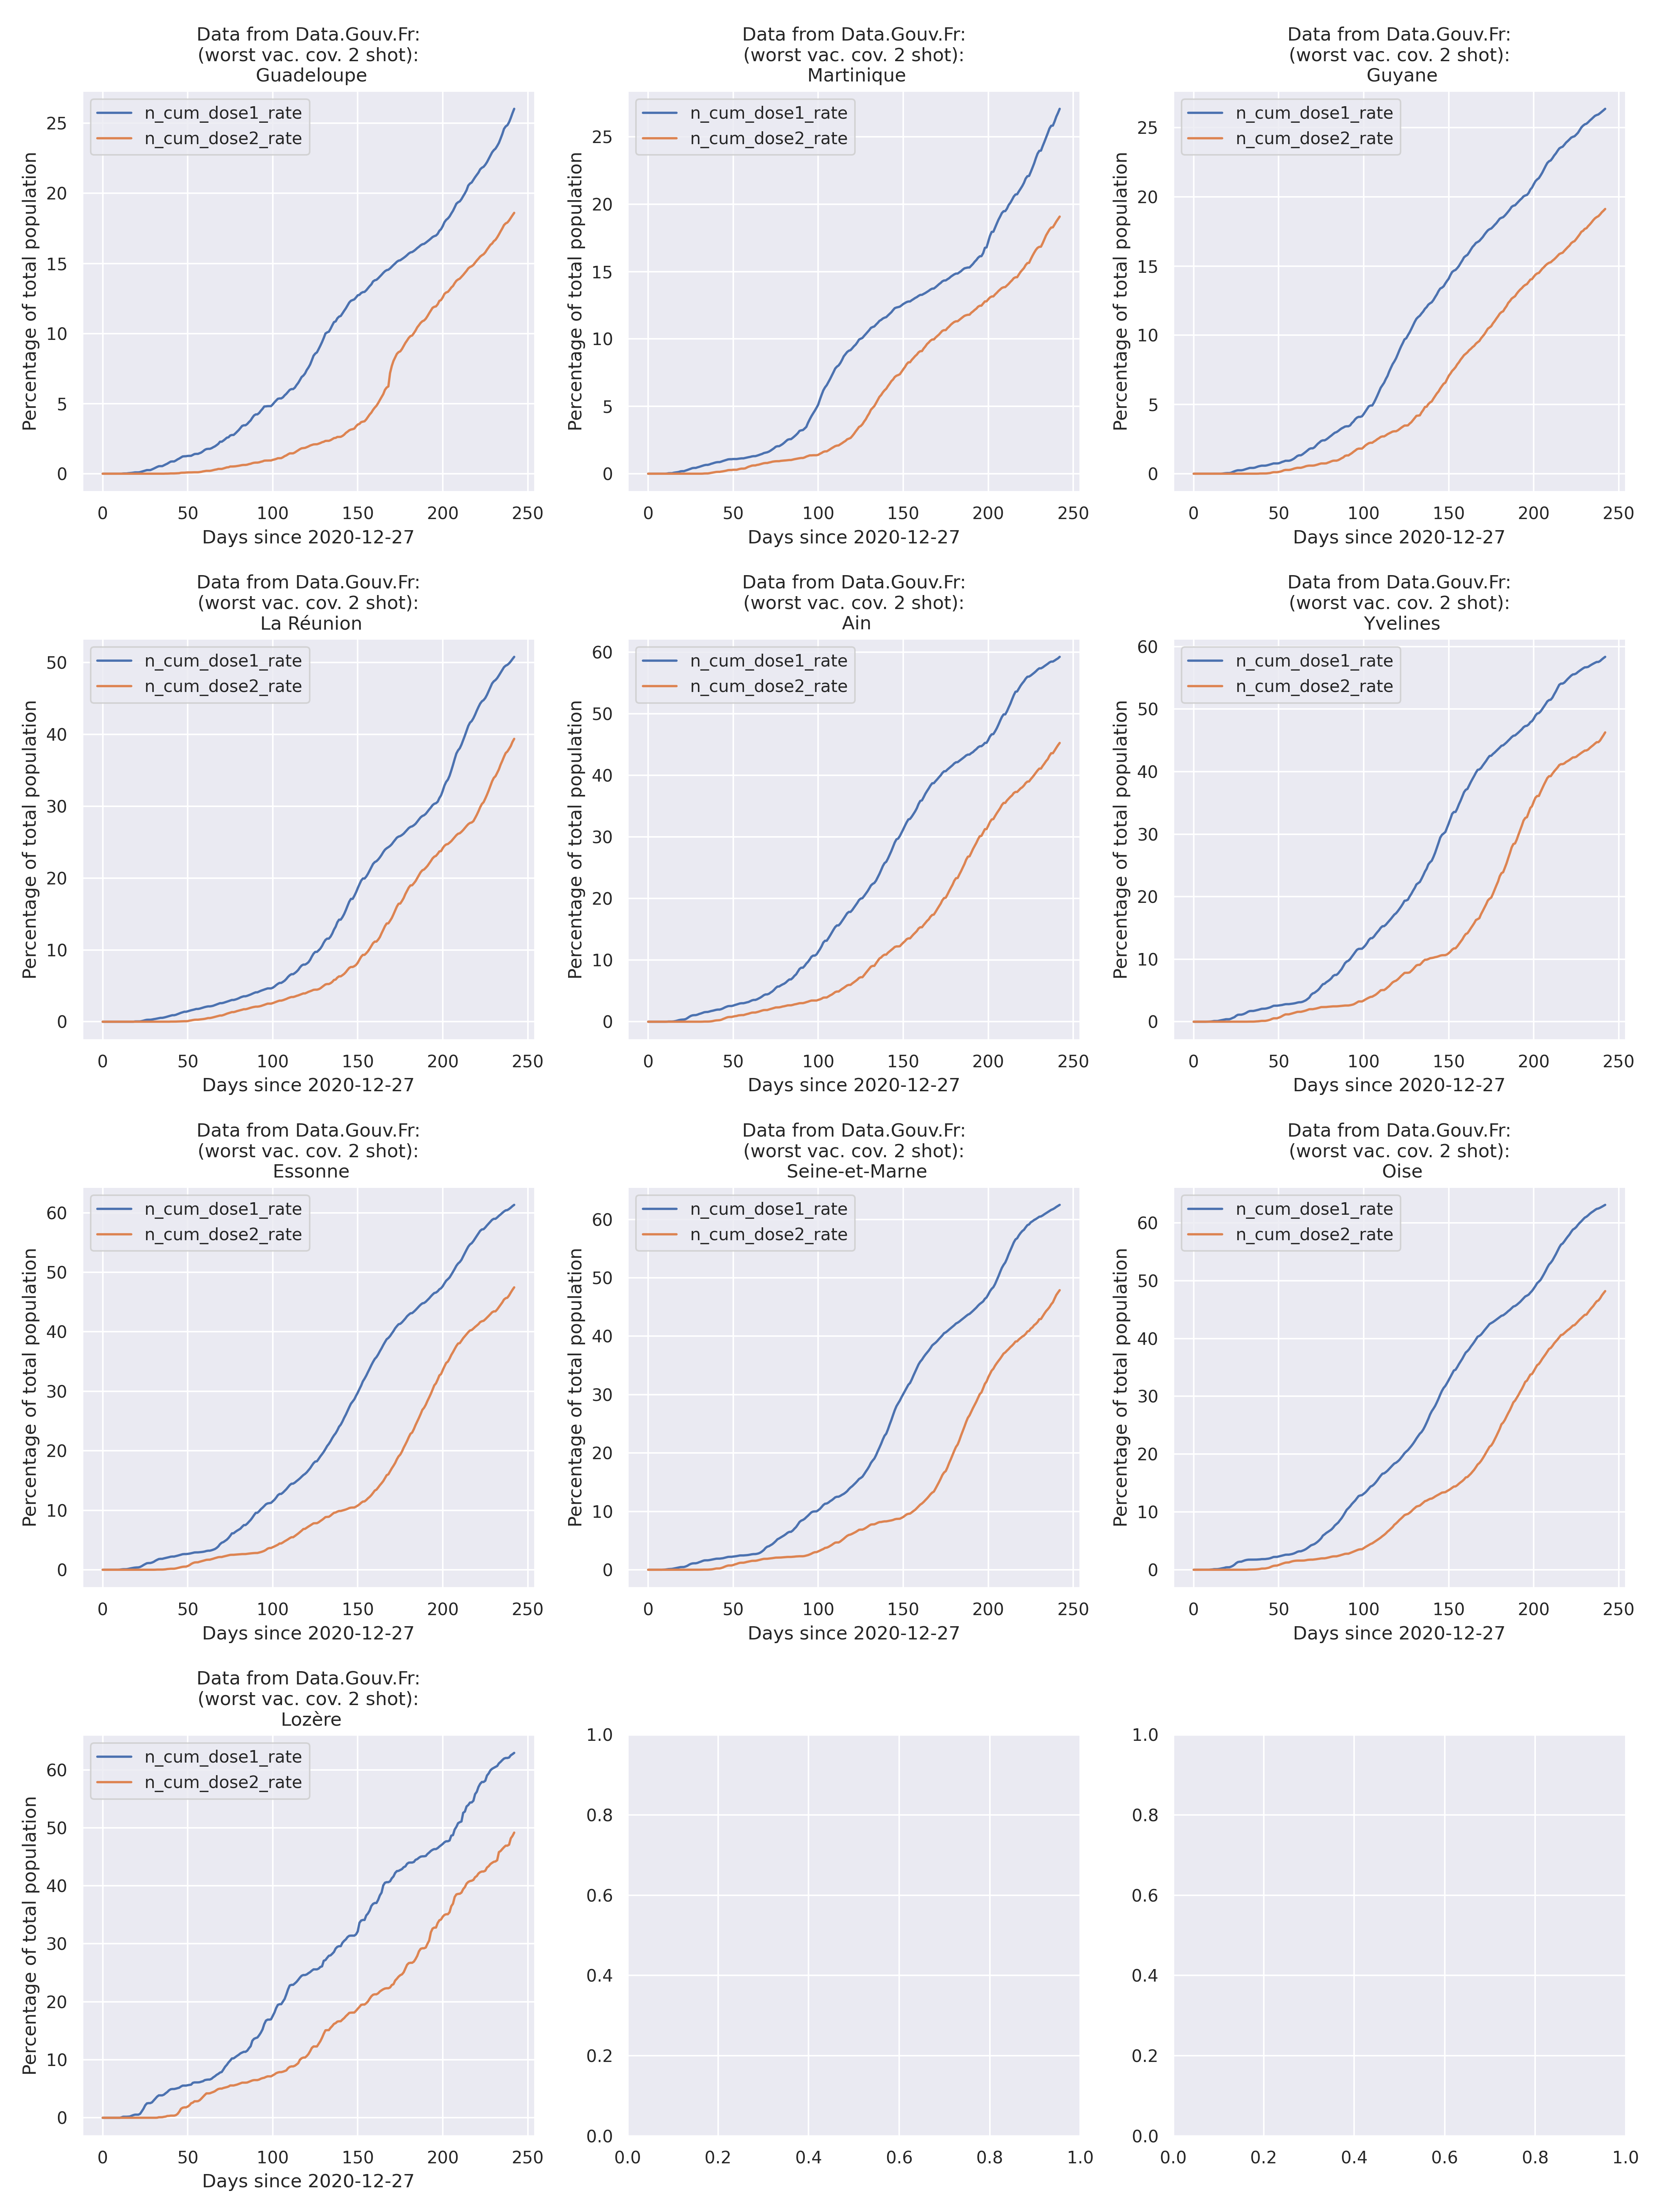 Data from Data.Gouv.Fr:
(worst vac. cov. 2 shot):
Guadeloupe
n_cum_dose1_rate
n_cum_dose2_rate
Percentage of total population
25
20
15
10
5
0
0 50 100 150 200 250
Days since 2020-12-27
Data from Data.Gouv.Fr:
(worst vac. cov. 2 shot):
Martinique
n_cum_dose1_rate
n_cum_dose2_rate
Percentage of total population
25
20
15
10
5
0
0 50 100 150 200 250
Days since 2020-12-27
Data from Data.Gouv.Fr:
(worst vac. cov. 2 shot):
Guyane
n_cum_dose1_rate
n_cum_dose2_rate
Percentage of total population
25
20
15
10
5
0
0 50 100 150 200 250
Days since 2020-12-27
Data from Data.Gouv.Fr:
(worst vac. cov. 2 shot):
La Réunion
n_cum_dose1_rate
n_cum_dose2_rate
Percentage of total population
50
40
30
20
10
0
0 50 100 150 200 250
Days since 2020-12-27
Data from Data.Gouv.Fr:
(worst vac. cov. 2 shot):
Ain
n_cum_dose1_rate
n_cum_dose2_rate
Percentage of total population
60
50
40
30
20
10
0
0 50 100 150 200 250
Days since 2020-12-27
Data from Data.Gouv.Fr:
(worst vac. cov. 2 shot):
Yvelines
n_cum_dose1_rate
n_cum_dose2_rate
Percentage of total population
60
50
40
30
20
10
0
0 50 100 150 200 250
Days since 2020-12-27
Data from Data.Gouv.Fr:
(worst vac. cov. 2 shot):
Essonne
n_cum_dose1_rate
n_cum_dose2_rate
Percentage of total population
60
50
40
30
20
10
0
0 50 100 150 200 250
Days since 2020-12-27
Data from Data.Gouv.Fr:
(worst vac. cov. 2 shot):
Seine-et-Marne
n_cum_dose1_rate
n_cum_dose2_rate
Percentage of total population
60
50
40
30
20
10
0
0 50 100 150 200 250
Days since 2020-12-27
Data from Data.Gouv.Fr:
(worst vac. cov. 2 shot):
Oise
n_cum_dose1_rate
n_cum_dose2_rate
Percentage of total population
60
50
40
30
20
10
0
0 50 100 150 200 250
Days since 2020-12-27
Data from Data.Gouv.Fr:
(worst vac. cov. 2 shot):
Lozère
n_cum_dose1_rate
n_cum_dose2_rate
Percentage of total population
60
50
40
30
20
10
0
0 50 100 150 200 250
Days since 2020-12-27
1.0
0.8
0.6
0.4
0.2
0.0
0.0 0.2 0.4 0.6 0.8 1.0
1.0
0.8
0.6
0.4
0.2
0.0
0.0 0.2 0.4 0.6 0.8 1.0